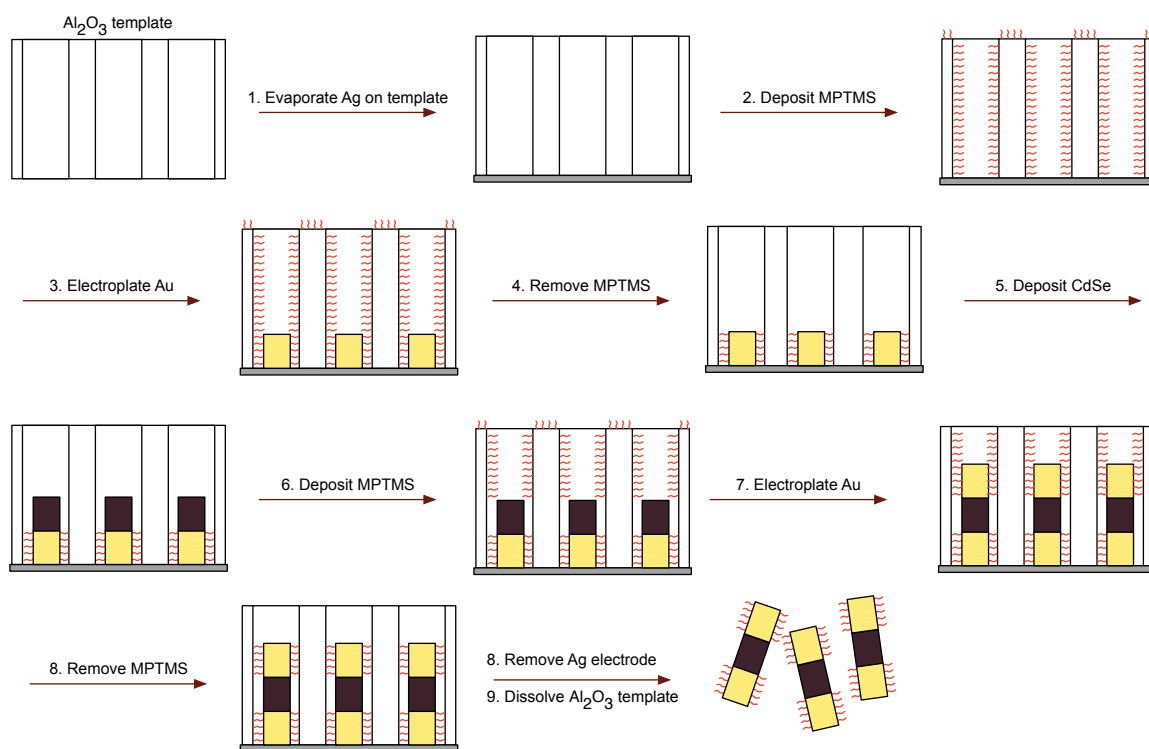 Al₂O₃ template
1. Evaporate Ag on template
2. Deposit MPTMS
3. Electroplate Au
4. Remove MPTMS
5. Deposit CdSe
6. Deposit MPTMS
7. Electroplate Au
8. Remove MPTMS
8. Remove Ag electrode
9. Dissolve Al₂O₃ template